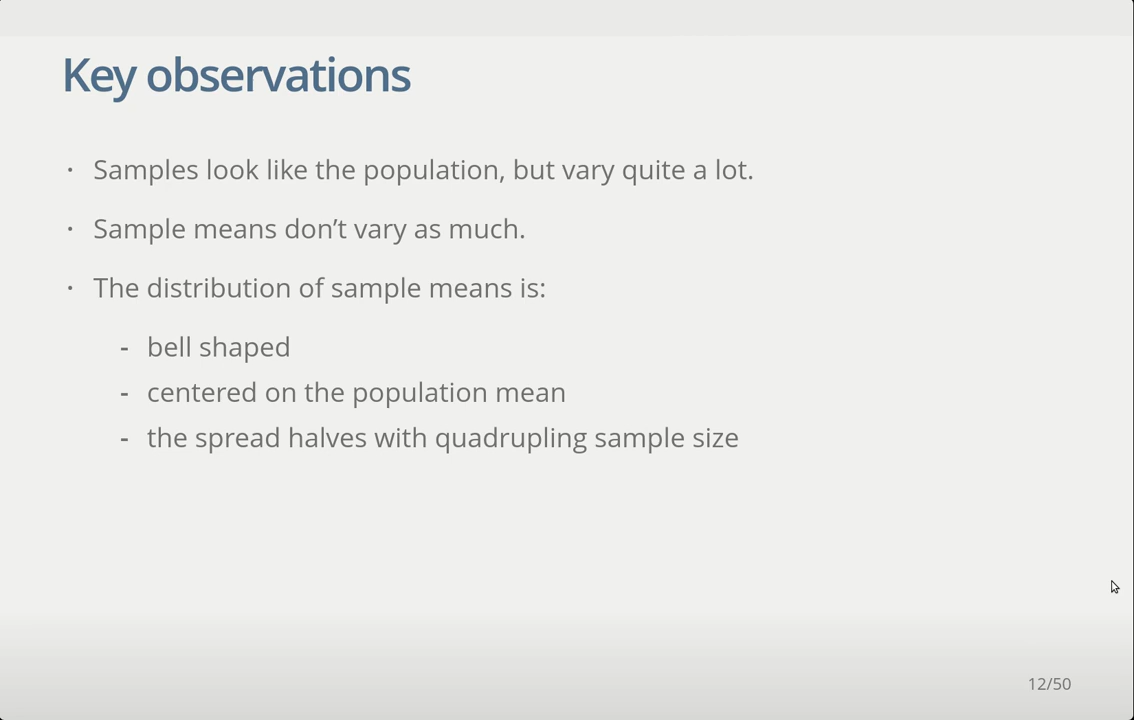 Key observations
· Samples look like the population, but vary quite a lot.
· Sample means don’t vary as much.
· The distribution of sample means is:
- bell shaped
- centered on the population mean
- the spread halves with quadrupling sample size
12/50